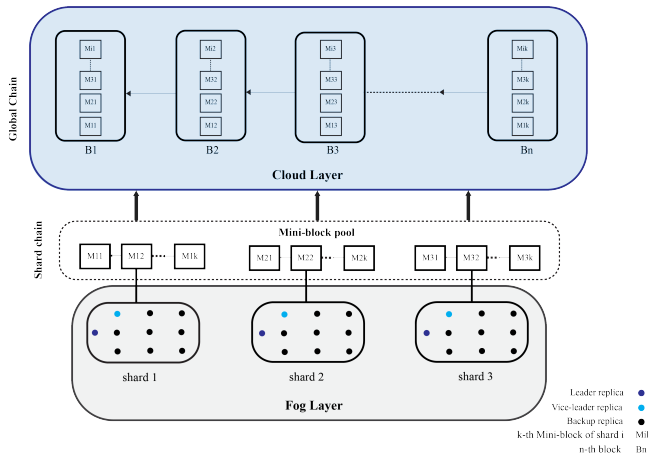 Global Chain
Mi1
M31
M21
M11
B1
Mi2
M32
M22
M12
B2
Mi3
M33
M23
M13
B3
Mik
M3k
M2k
M1k
Bn
Cloud Layer
Shard chain
Mini-block pool
M11 M12 M1k
M21 M22 M2k
M31 M32 M3k
shard 1
shard 2
shard 3
Fog Layer
Leader replica
Vice-leader replica
Backup replica
k-th Mini-block of shard i
n-th block Bn